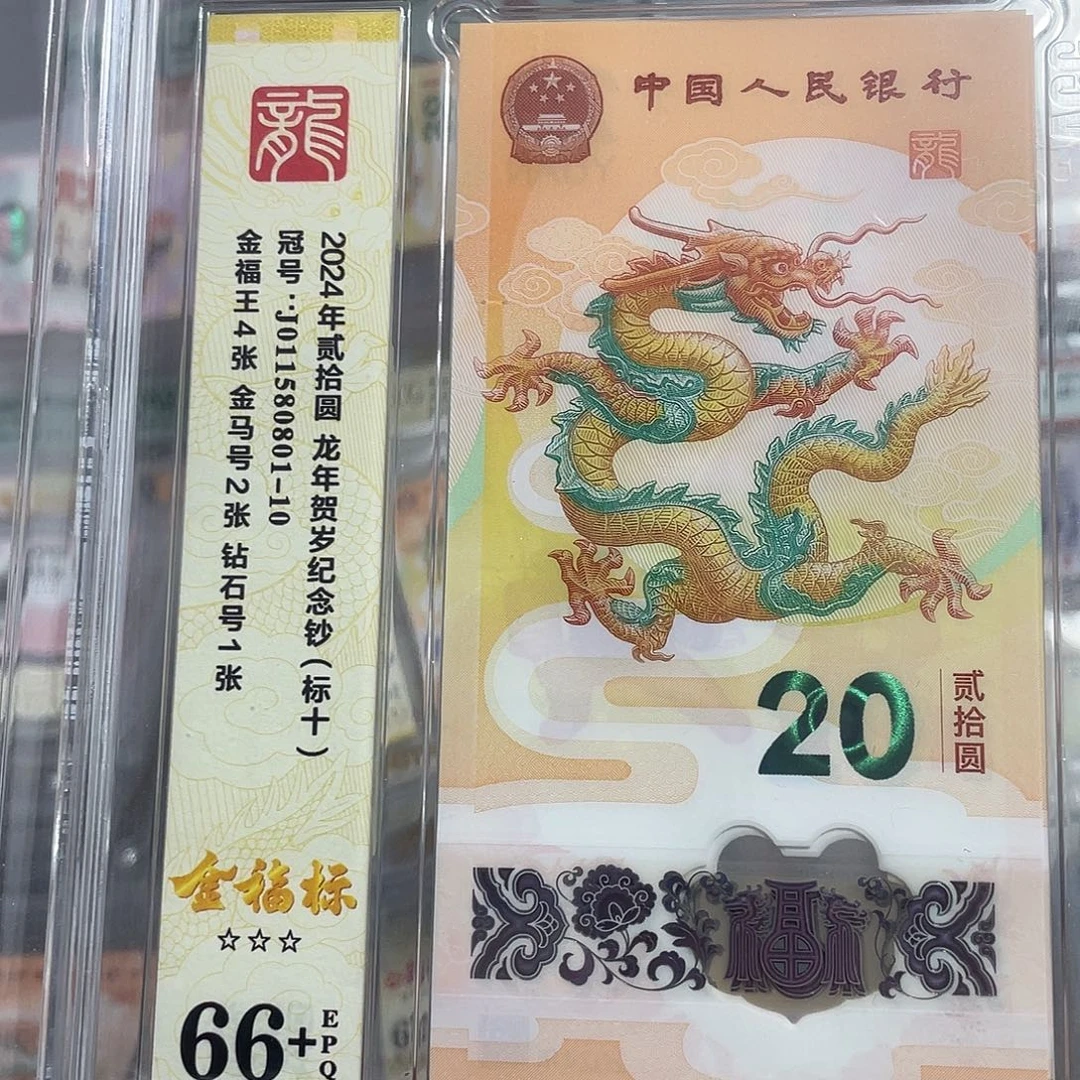 龍
2024年贰拾圆 龙年贺岁纪念钞(标十)
冠号:J011580801-10
金福王4张 金马号2张 钻石号1张
金福标
☆☆☆
66+
EPQ
中国人民银行
龍
20
贰拾圆
福